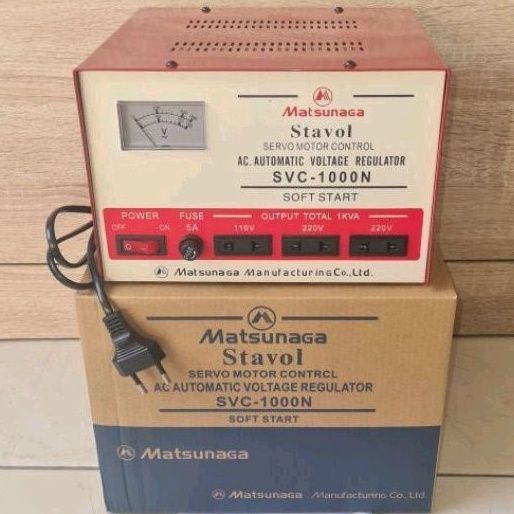 Matsunaga
Stavol
SERVO MOTOR CONTROL
AC. AUTOMATIC VOLTAGE REGULATOR
SVC-1000N
SOFT START
V
POWER
OFF ON
FUSE
5A
OUTPUT TOTAL 1KVA
110V 220V 220V
Matsunaga Manufacturing Co.,Ltd.
Matsunaga
Stavol
SERVO MOTOR CONTRCL
AC AUTOMATIC VOLTAGE REGULATOR
SVC-1000N
SOFT START
Matsunaga
Matsunaga Manufacturing Co., Ltd.